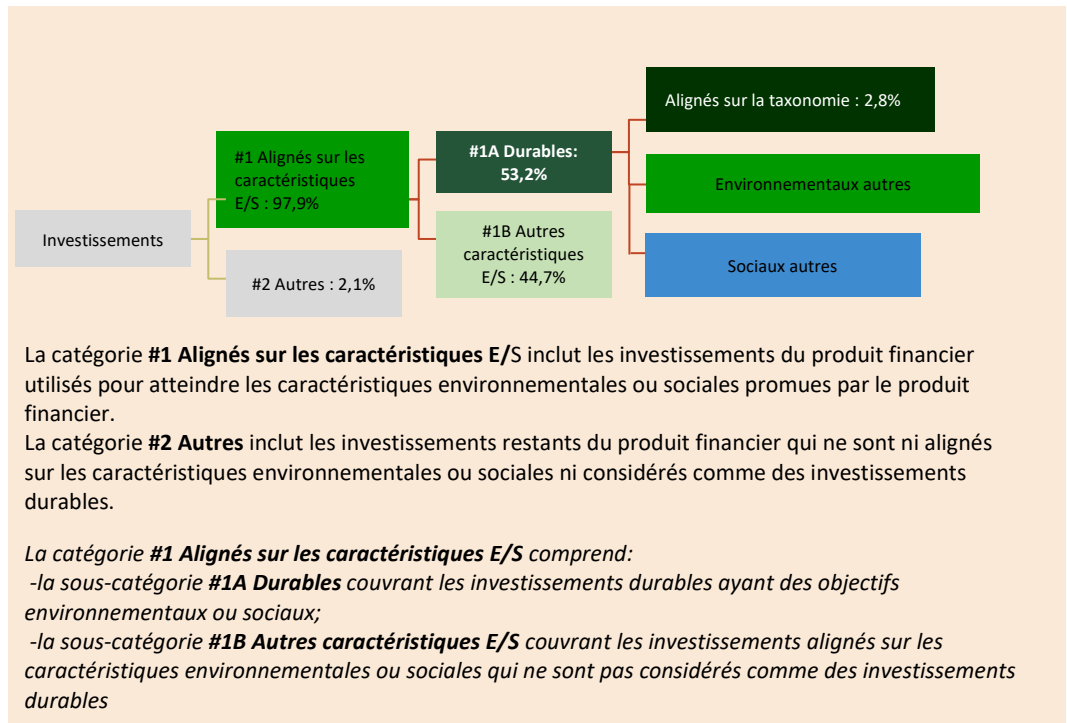 Investissements
#1 Alignés sur les
caractéristiques
E/S : 97,9%
#2 Autres : 2,1%
#1A Durables:
53,2%
#1B Autres
caractéristiques
E/S : 44,7%
Alignés sur la taxonomie : 2,8%
Environnementaux autres
Sociaux autres
La catégorie #1 Alignés sur les caractéristiques E/S inclut les investissements du produit financier
utilisés pour atteindre les caractéristiques environnementales ou sociales promues par le produit
financier.
La catégorie #2 Autres inclut les investissements restants du produit financier qui ne sont ni alignés
sur les caractéristiques environnementales ou sociales ni considérés comme des investissements
durables.
La catégorie #1 Alignés sur les caractéristiques E/S comprend:
-la sous-catégorie #1A Durables couvrant les investissements durables ayant des objectifs
environnementaux ou sociaux;
-la sous-catégorie #1B Autres caractéristiques E/S couvrant les investissements alignés sur les
caractéristiques environnementales ou sociales qui ne sont pas considérés comme des investissements
durables